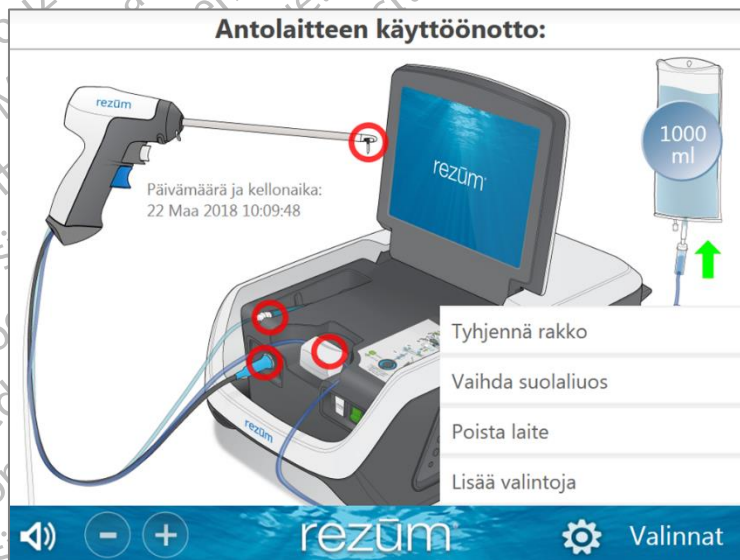 Antolaitteen käyttöönotto:
rezūm
1000
ml
rezūm
Päivämäärä ja kellonaika:
22 Maa 2018 10:09:48
Tyhjennä rakko
Vaihda suolaliuos
Poista laite
Lisää valintoja
rezūm
rezūm
Valinnat